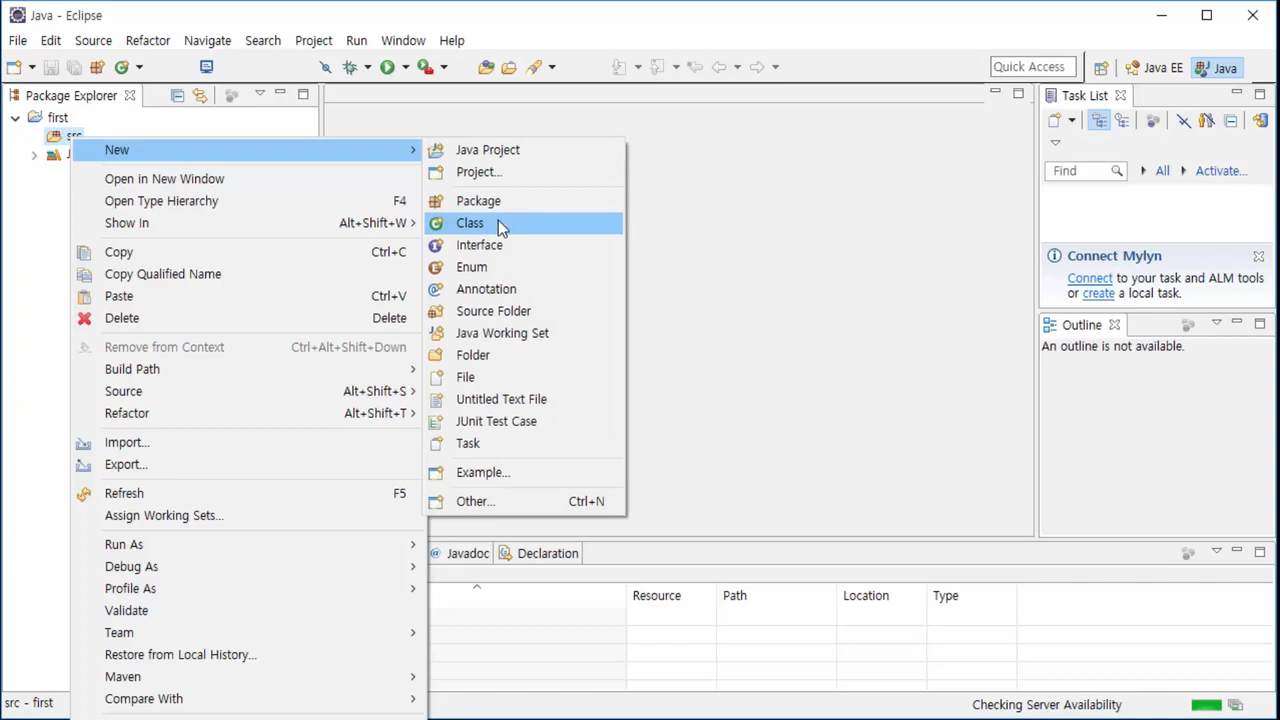 Java - Eclipse
File Edit Source Refactor Navigate Search Project Run Window Help
Quick Access Java EE Java
Package Explorer
first
src
New
Open in New Window
Open Type Hierarchy F4
Show In Alt+Shift+W
Copy Ctrl+C
Copy Qualified Name
Paste Ctrl+V
Delete Delete
Remove from Context Ctrl+Alt+Shift+Down
Build Path
Source Alt+Shift+S
Refactor Alt+Shift+T
Import...
Export...
Refresh F5
Assign Working Sets...
Run As
Debug As
Profile As
Validate
Team
Restore from Local History...
Maven
Compare With
Java Project
Project...
Package
Class
Interface
Enum
Annotation
Source Folder
Java Working Set
Folder
File
Untitled Text File
JUnit Test Case
Task
Example...
Other... Ctrl+N
Task List
Find All Activate...
Connect Mylyn
Connect to your task and ALM tools
or create a local task.
Outline
An outline is not available.
@ Javadoc Declaration
Resource Path Location Type
src - first
Checking Server Availability